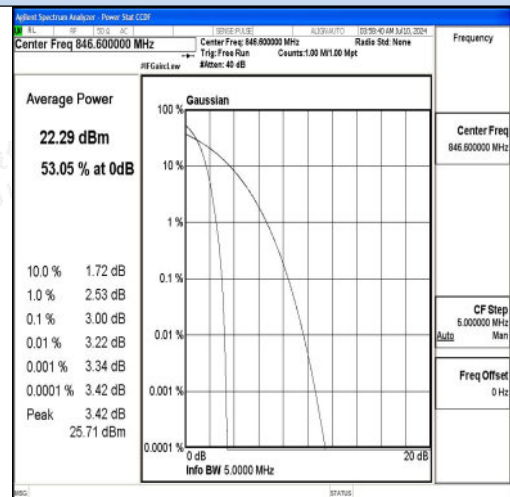 Agilent Spectrum Analyzer - Power Stat CCDF
RL RF 50 Ω AC SENSE:PULSE ALIGNAUTO 03:58:40 AM Jul 10, 2024
Center Freq 846.600000 MHz
Center Freq: 846.600000 MHz Radio Std: None
Trig: Free Run Counts:1.00 M/1.00 Mpt
#IFGain:Low #Atten: 40 dB
Frequency
Average Power
22.29 dBm
53.05 % at 0dB
10.0 % 1.72 dB
1.0 % 2.53 dB
0.1 % 3.00 dB
0.01 % 3.22 dB
0.001 % 3.34 dB
0.0001 % 3.42 dB
Peak 3.42 dB
25.71 dBm
Gaussian
100 %
10 %
1 %
0.1 %
0.01 %
0.001 %
0.0001 %
0 dB 20 dB
Info BW 5.0000 MHz
Center Freq
846.600000 MHz
CF Step
5.000000 MHz
Auto Man
Freq Offset
0 Hz
MSG STATUS